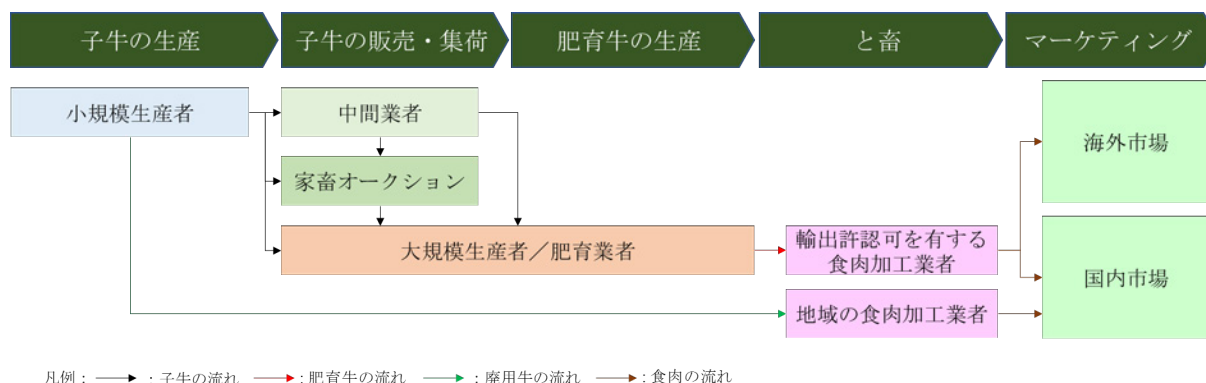 子牛の生産
子牛の販売・集荷
肥育牛の生産
と畜
マーケティング
小規模生産者
中間業者
家畜オークション
大規模生産者／肥育業者
輸出許認可を有する
食肉加工業者
地域の食肉加工業者
海外市場
国内市場
凡例： : 子牛の流れ : 肥育牛の流れ : 廃用牛の流れ : 食肉の流れ